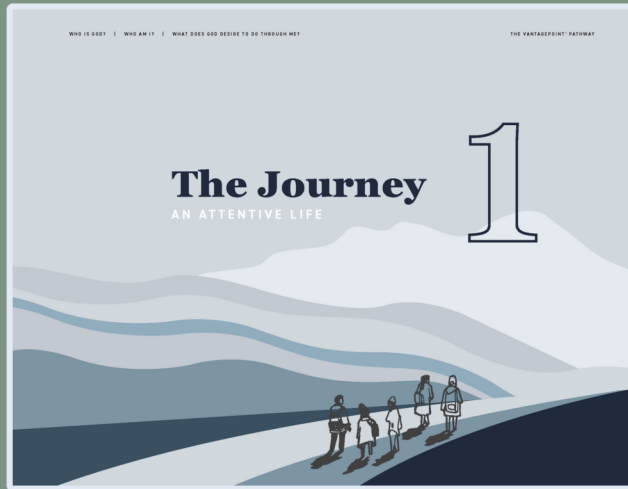 WHO IS GOD? | WHO AM I? | WHAT DOES GOD DESIRE TO DO THROUGH ME?
THE VANTAGEPOINT³ PATHWAY
The Journey
1
AN ATTENTIVE LIFE